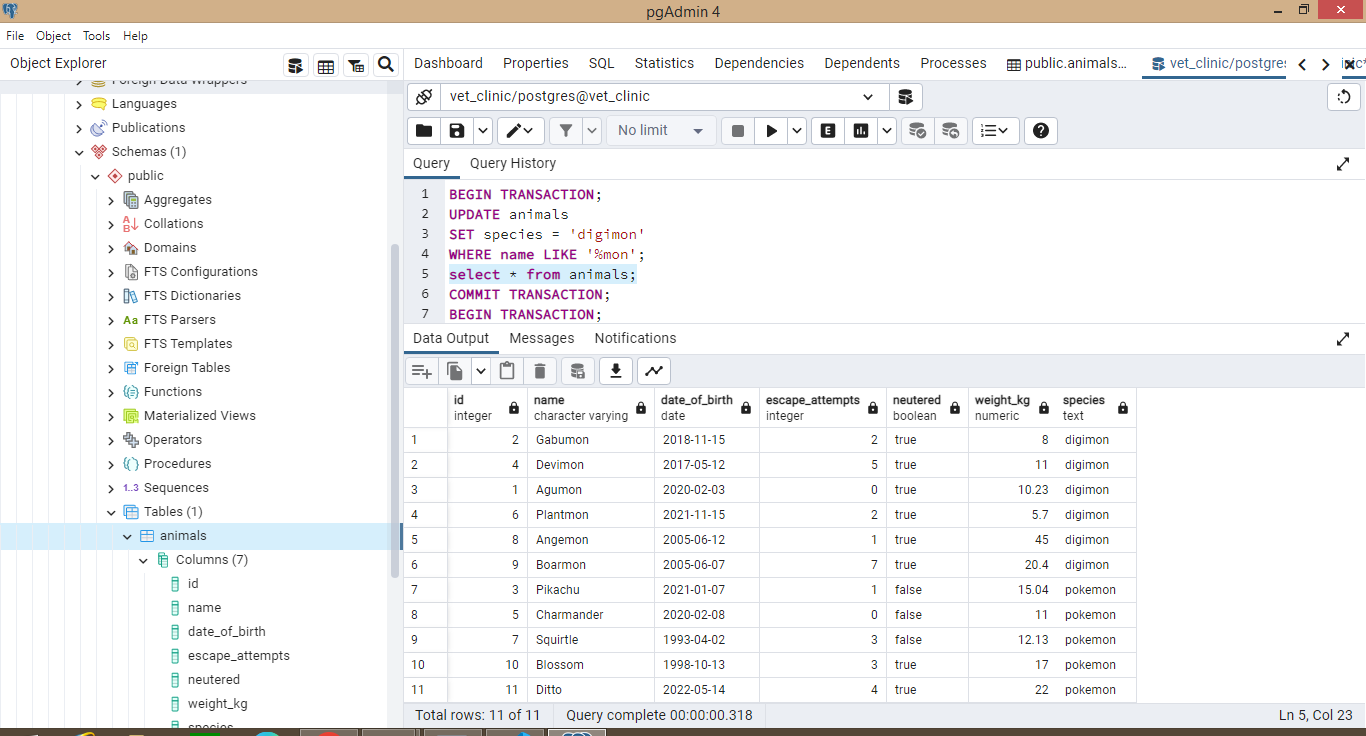 pgAdmin 4
File Object Tools Help
Object Explorer
Dashboard Properties SQL Statistics Dependencies Dependents Processes public.animals... vet_clinic/postgres
Foreign Data Wrappers
Languages
Publications
Schemas (1)
public
Aggregates
Collations
Domains
FTS Configurations
FTS Dictionaries
FTS Parsers
FTS Templates
Foreign Tables
Functions
Materialized Views
Operators
Procedures
1..3 Sequences
Tables (1)
animals
Columns (7)
id
name
date_of_birth
escape_attempts
neutered
weight_kg
species
vet_clinic/postgres@vet_clinic
No limit
Query Query History
1 BEGIN TRANSACTION;
2 UPDATE animals
3 SET species = 'digimon'
4 WHERE name LIKE '%mon';
5 select * from animals;
6 COMMIT TRANSACTION;
7 BEGIN TRANSACTION;
Data Output Messages Notifications
id name date_of_birth escape_attempts neutered weight_kg species
integer character varying date integer boolean numeric text
1 2 Gabumon 2018-11-15 2 true 8 digimon
2 4 Devimon 2017-05-12 5 true 11 digimon
3 1 Agumon 2020-02-03 0 true 10.23 digimon
4 6 Plantmon 2021-11-15 2 true 5.7 digimon
5 8 Angemon 2005-06-12 1 true 45 digimon
6 9 Boarmon 2005-06-07 7 true 20.4 digimon
7 3 Pikachu 2021-01-07 1 false 15.04 pokemon
8 5 Charmander 2020-02-08 0 false 11 pokemon
9 7 Squirtle 1993-04-02 3 false 12.13 pokemon
10 10 Blossom 1998-10-13 3 true 17 pokemon
11 11 Ditto 2022-05-14 4 true 22 pokemon
Total rows: 11 of 11 Query complete 00:00:00.318 Ln 5, Col 23